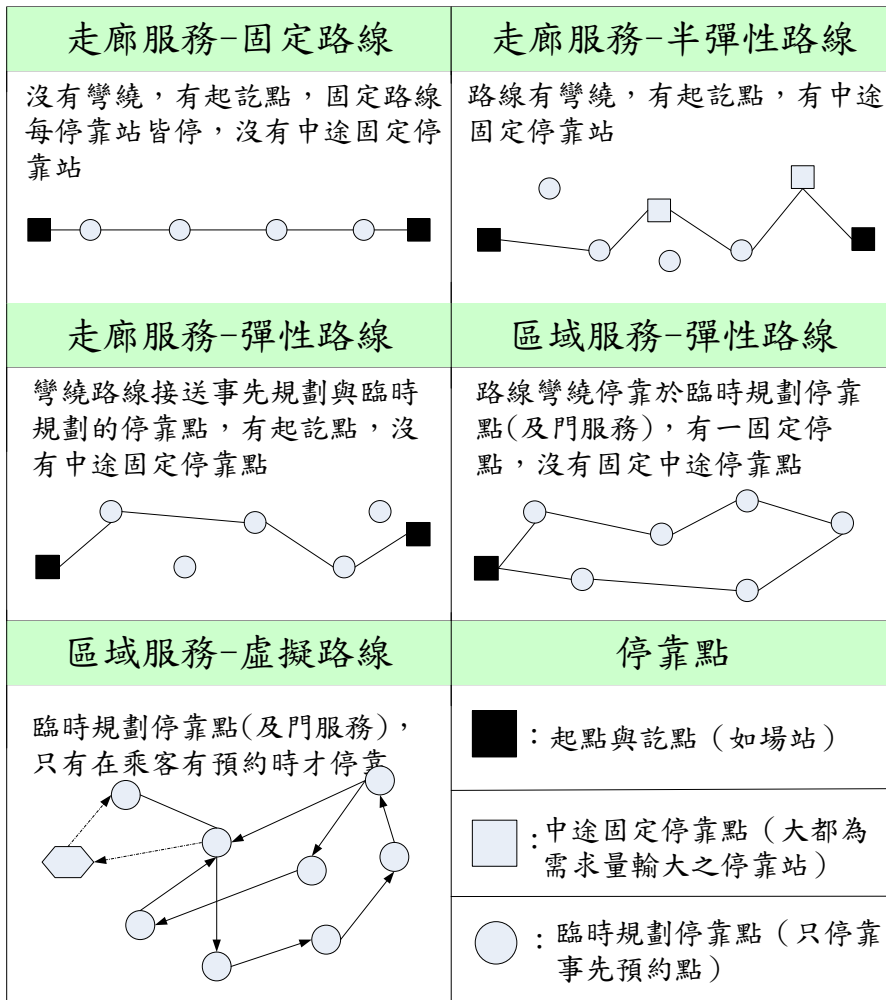 走廊服務-固定路線
沒有彎繞，有起訖點，固定路線
每停靠站皆停，沒有中途固定停
靠站
走廊服務-半彈性路線
路線有彎繞，有起訖點，有中途
固定停靠站
走廊服務-彈性路線
彎繞路線接送事先規劃與臨時
規劃的停靠點，有起訖點，沒
有中途固定停靠點
區域服務-彈性路線
路線彎繞停靠於臨時規劃停靠
點(及門服務)，有一固定停
點，沒有固定中途停靠點
區域服務-虛擬路線
臨時規劃停靠點(及門服務)，
只有在乘客有預約時才停靠
停靠點
：起點與訖點（如場站）
：中途固定停靠點（大都為
需求量輸大之停靠站）
：臨時規劃停靠點（只停靠
事先預約點）